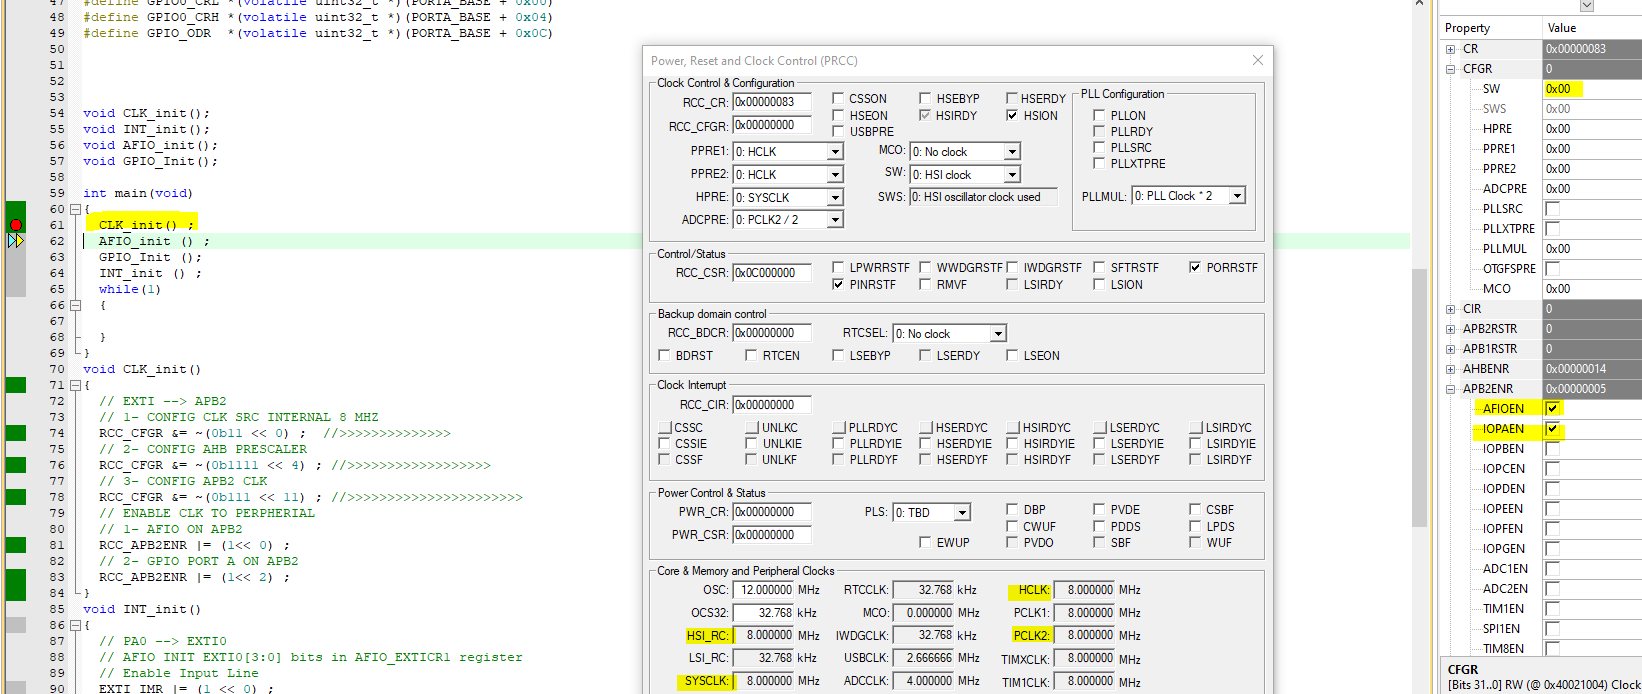 47 #define GPIO0_CRL *(volatile uint32_t *)(PORTA_BASE + 0x00)
48 #define GPIO0_CRH *(volatile uint32_t *)(PORTA_BASE + 0x04)
49 #define GPIO_ODR  *(volatile uint32_t *)(PORTA_BASE + 0x0C)
50
51
52
53
54 void CLK_init();
55 void INT_init();
56 void AFIO_init();
57 void GPIO_Init();
58
59 int main(void)
60 {
61 CLK_init() ;
62 AFIO_init () ;
63 GPIO_Init ();
64 INT_init () ;
65 while(1)
66 {
67
68 }
69 }
70 void CLK_init()
71 {
72 // EXTI --> APB2
73 // 1- CONFIG CLK SRC INTERNAL 8 MHZ
74 RCC_CFGR &= ~(0b11 << 0) ;  //>>>>>>>>>>>>>>
75 // 2- CONFIG AHB PRESCALER
76 RCC_CFGR &= ~(0b1111 << 4) ; //>>>>>>>>>>>>>>>>>>
77 // 3- CONFIG APB2 CLK
78 RCC_CFGR &= ~(0b111 << 11) ; //>>>>>>>>>>>>>>>>>>>>>>
79 // ENABLE CLK TO PERPHERIAL
80 // 1- AFIO ON APB2
81 RCC_APB2ENR |= (1<< 0) ;
82 // 2- GPIO PORT A ON APB2
83 RCC_APB2ENR |= (1<< 2) ;
84 }
85 void INT_init()
86 {
87 // PA0 --> EXTI0
88 // AFIO INIT EXTI0[3:0] bits in AFIO_EXTICR1 register
89 // Enable Input Line
90 EXTI_IMR |= (1 << 0) ;
Power, Reset and Clock Control (PRCC)
Clock Control & Configuration
RCC_CR: 0x00000083 CSSON HSEBYP HSERDY
HSEON HSIRDY HSION
RCC_CFGR: 0x00000000 USBPRE
PPRE1: 0: HCLK MCO: 0: No clock
PPRE2: 0: HCLK SW: 0: HSI clock
HPRE: 0: SYSCLK SWS: 0: HSI oscillator clock used
ADCPRE: 0: PCLK2 / 2
PLL Configuration
PLLON
PLLRDY
PLLSRC
PLLXTPRE
PLLMUL: 0: PLL Clock * 2
Control/Status
RCC_CSR: 0x0C000000 LPWRRSTF WWDGRSTF IWDGRSTF SFTRSTF PORRSTF
PINRSTF RMVF LSIRDY LSION
Backup domain control
RCC_BDCR: 0x00000000 RTCSEL: 0: No clock
BDRST RTCEN LSEBYP LSERDY LSEON
Clock Interrupt
RCC_CIR: 0x00000000
CSSC UNLKC PLLRDYC HSERDYC HSIRDYC LSERDYC LSIRDYC
CSSIE UNLKIE PLLRDYIE HSERDYIE HSIRDYIE LSERDYIE LSIRDYIE
CSSF UNLKF PLLRDYF HSERDYF HSIRDYF LSERDYF LSIRDYF
Power Control & Status
PWR_CR: 0x00000000 PLS: 0: TBD DBP PVDE CSBF
CWUF PDDS LPDS
PWR_CSR: 0x00000000 EWUP PVDO SBF WUF
Core & Memory and Peripheral Clocks
OSC: 12.000000 MHz RTCCLK: 32.768 kHz HCLK: 8.000000 MHz
OCS32: 32.768 kHz MCO: 0.000000 MHz PCLK1: 8.000000 MHz
HSI_RC: 8.000000 MHz IWDGCLK: 32.768 kHz PCLK2: 8.000000 MHz
LSI_RC: 32.768 kHz USBCLK: 2.666666 MHz TIMXCLK: 8.000000 MHz
SYSCLK: 8.000000 MHz ADCCLK: 4.000000 MHz TIM1CLK: 8.000000 MHz
Property Value
CR 0x00000083
CFGR 0
SW 0x00
SWS 0x00
HPRE 0x00
PPRE1 0x00
PPRE2 0x00
ADCPRE 0x00
PLLSRC
PLLXTPRE
PLLMUL 0x00
OTGFSPRE
MCO 0x00
CIR 0
APB2RSTR 0
APB1RSTR 0
AHBENR 0x00000014
APB2ENR 0x00000005
AFIOEN
IOPAEN
IOPBEN
IOPCEN
IOPDEN
IOPEEN
IOPFEN
IOPGEN
ADC1EN
ADC2EN
TIM1EN
SPI1EN
TIM8EN
CFGR
[Bits 31..0] RW (@ 0x40021004) Clock